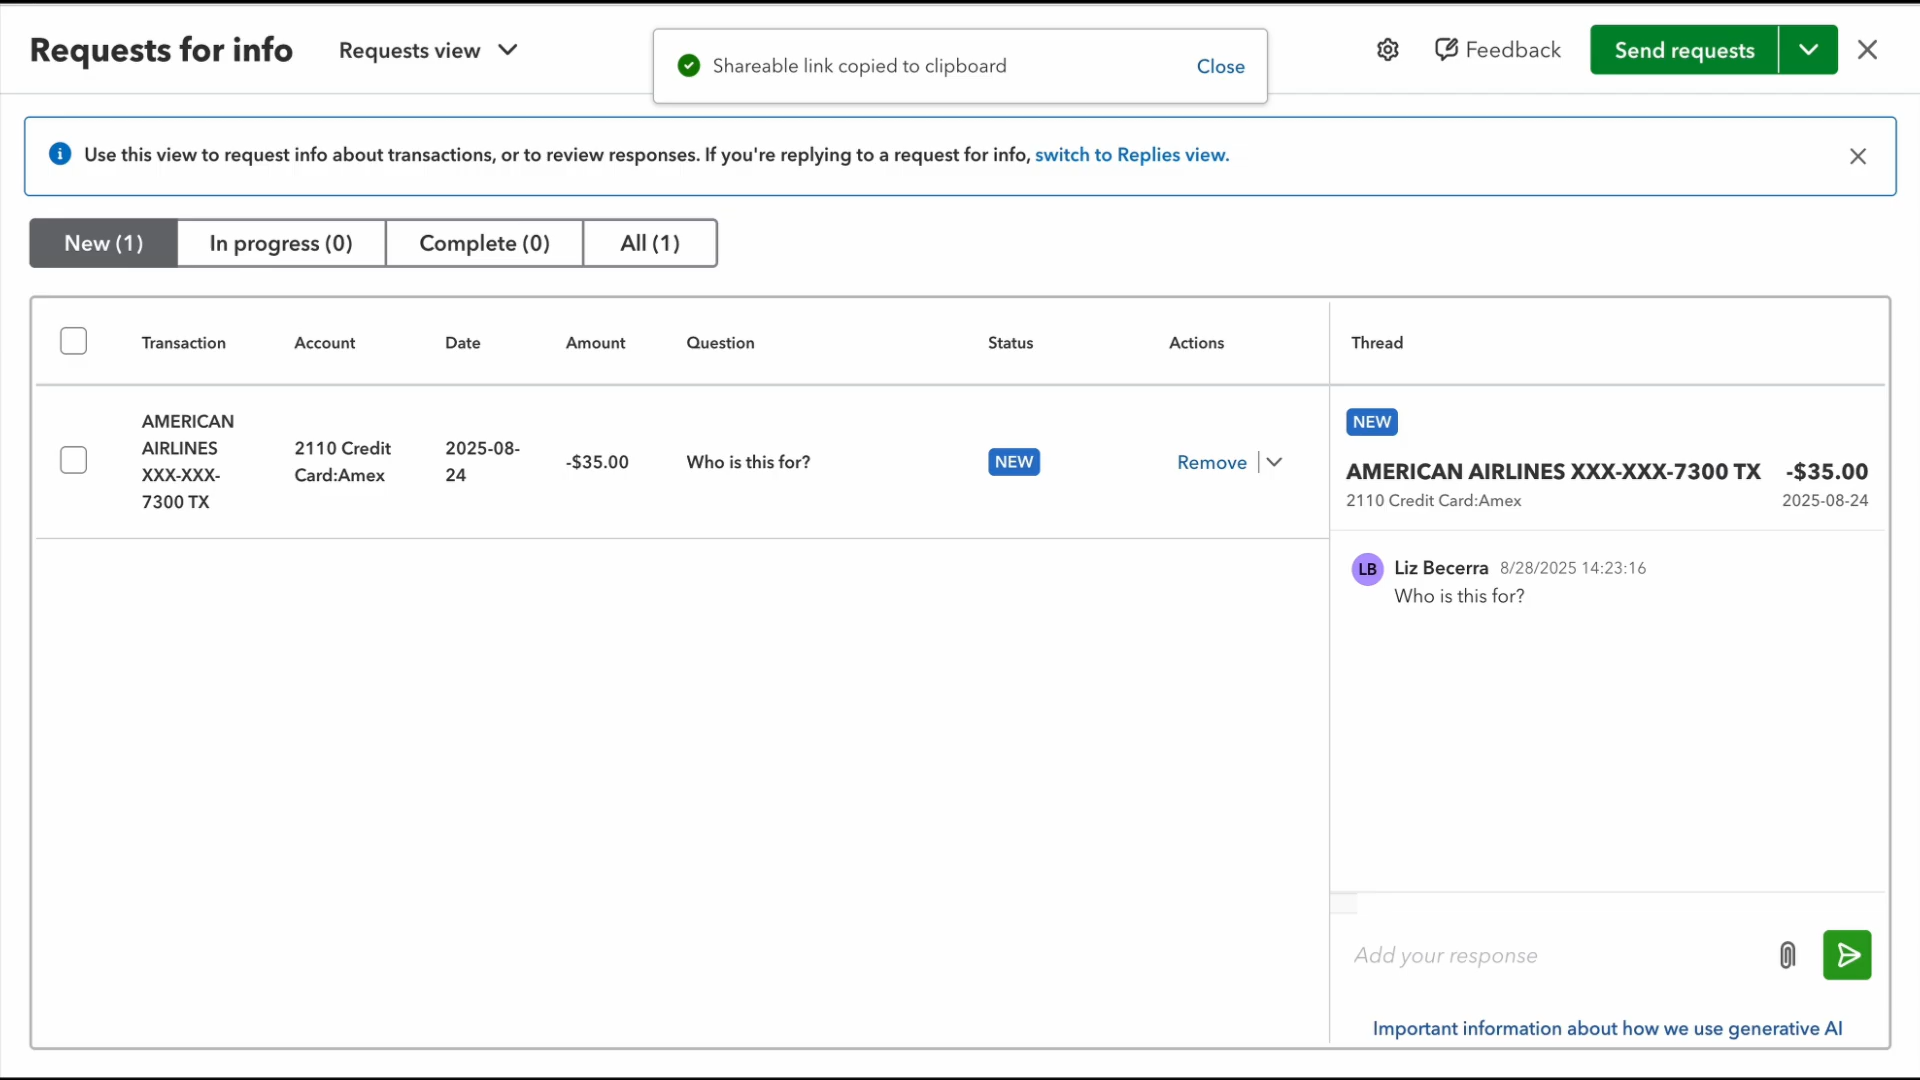 Requests for info
Requests view
Shareable link copied to clipboard
Close
Feedback
Send requests
Use this view to request info about transactions, or to review responses. If you're replying to a request for info, switch to Replies view.
New (1)
In progress (0)
Complete (0)
All (1)
Transaction
Account
Date
Amount
Question
Status
Actions
Thread
AMERICAN
AIRLINES
XXX-XXX-
7300 TX
2110 Credit
Card:Amex
2025-08-
24
-$35.00
Who is this for?
NEW
Remove
NEW
AMERICAN AIRLINES XXX-XXX-7300 TX
-$35.00
2110 Credit Card:Amex
2025-08-24
LB
Liz Becerra 8/28/2025 14:23:16
Who is this for?
Add your response
Important information about how we use generative AI